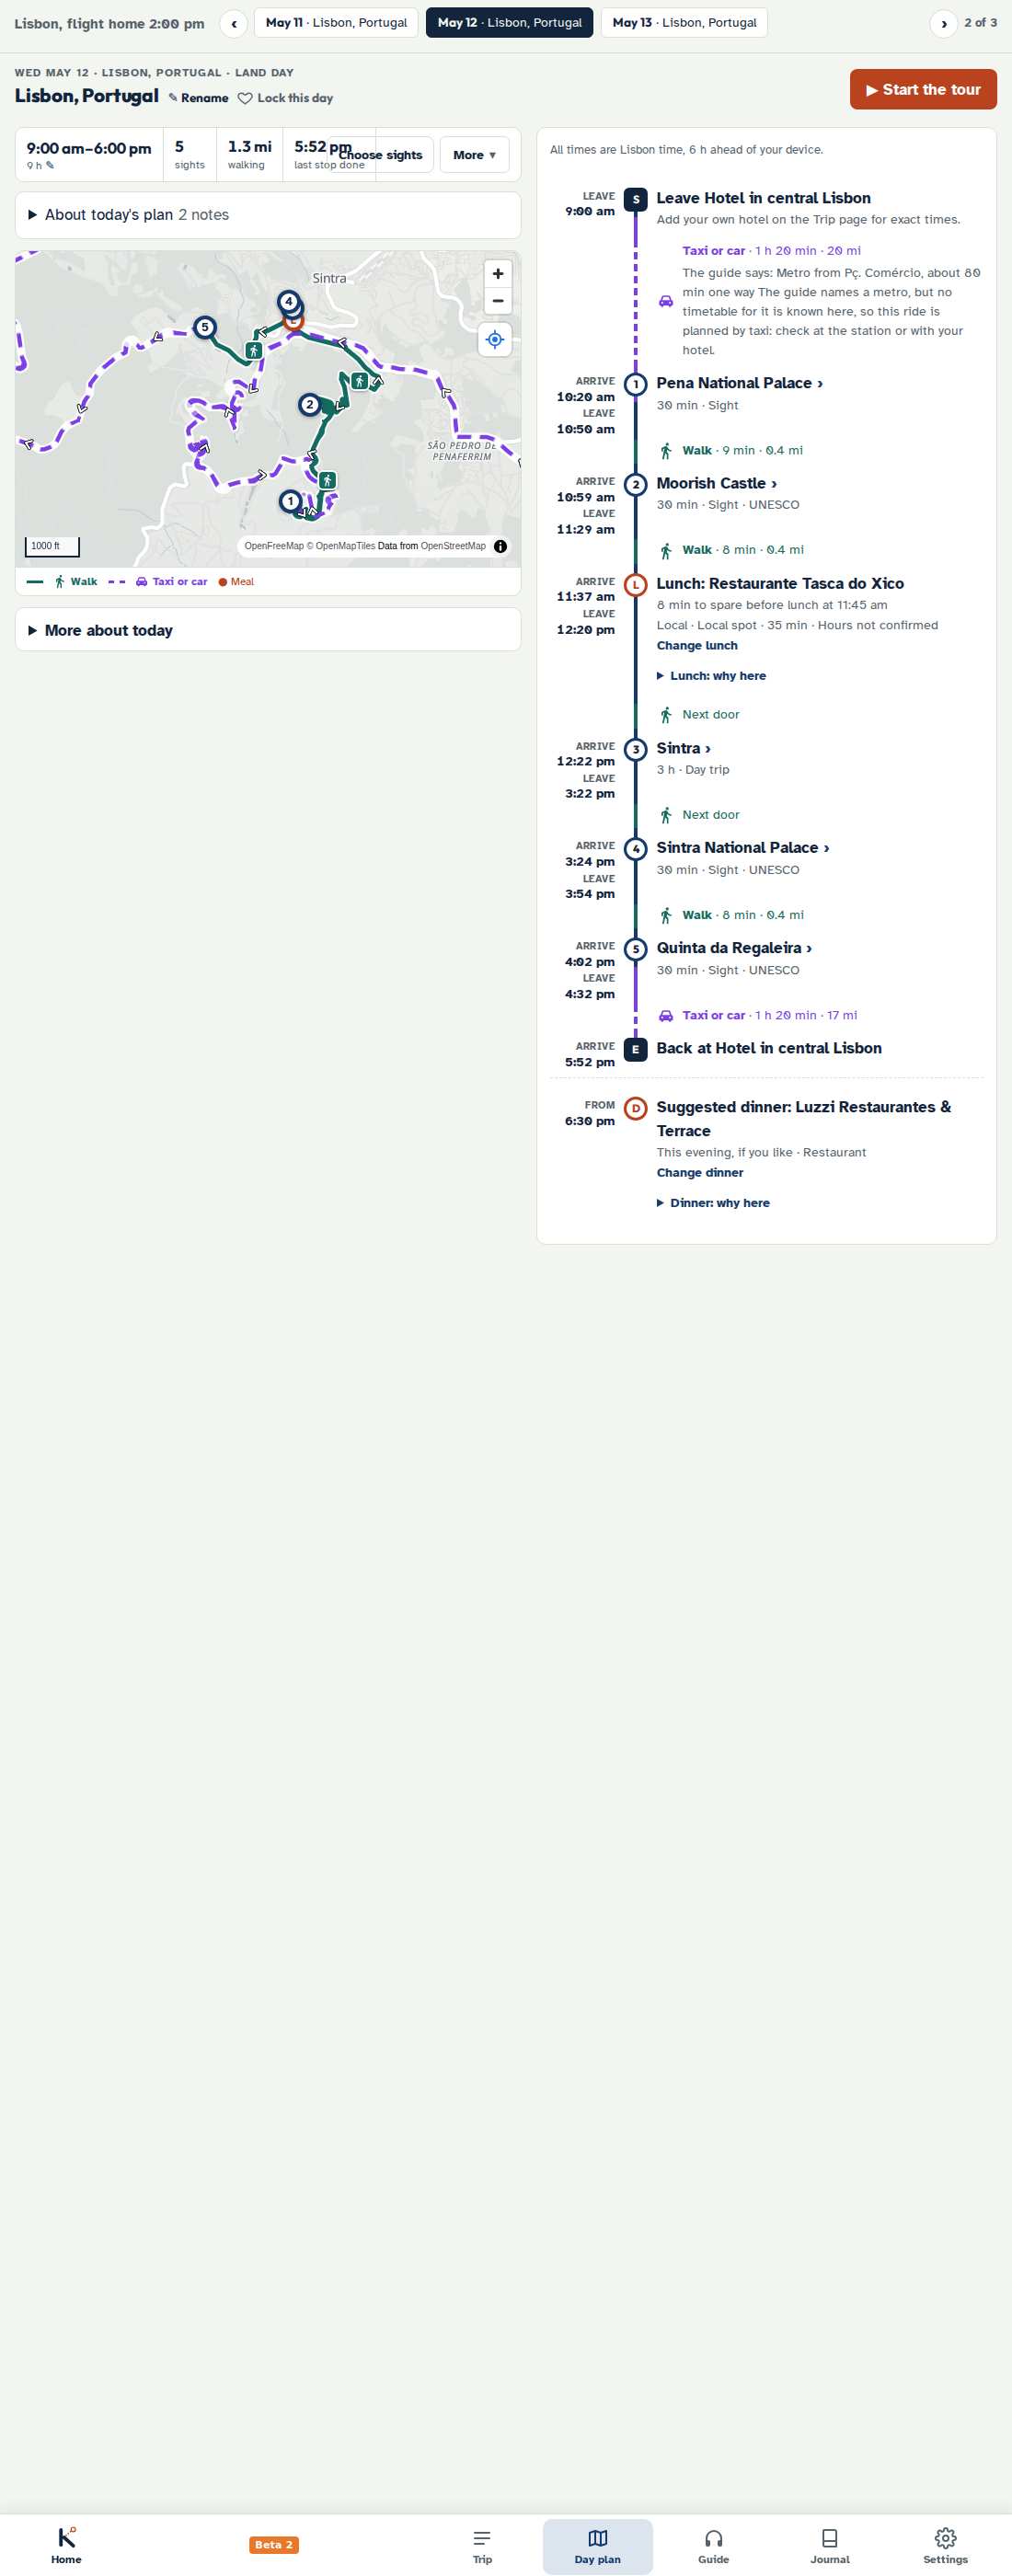 Lisbon, flight home 2:00 pm
‹
May 11 · Lisbon, Portugal
May 12 · Lisbon, Portugal
May 13 · Lisbon, Portugal
›
2 of 3
WED MAY 12 · LISBON, PORTUGAL · LAND DAY
Lisbon, Portugal
✎ Rename
Lock this day
▶ Start the tour
9:00 am–6:00 pm
9 h ✎
5
sights
1.3 mi
walking
5:52 pm
last stop done
Choose sights
More ▾
▶ About today's plan 2 notes
Sintra
4
5
2
SÃO PEDRO DE
PENAFERRIM
1
+
−
1000 ft
OpenFreeMap © OpenMapTiles Data from OpenStreetMap
Walk
Taxi or car
Meal
▶ More about today
All times are Lisbon time, 6 h ahead of your device.
LEAVE
9:00 am
S
Leave Hotel in central Lisbon
Add your own hotel on the Trip page for exact times.
Taxi or car · 1 h 20 min · 20 mi
The guide says: Metro from Pç. Comércio, about 80
min one way The guide names a metro, but no
timetable for it is known here, so this ride is
planned by taxi: check at the station or with your
hotel.
ARRIVE
10:20 am
LEAVE
10:50 am
1
Pena National Palace ›
30 min · Sight
Walk · 9 min · 0.4 mi
ARRIVE
10:59 am
LEAVE
11:29 am
2
Moorish Castle ›
30 min · Sight · UNESCO
Walk · 8 min · 0.4 mi
ARRIVE
11:37 am
LEAVE
12:20 pm
L
Lunch: Restaurante Tasca do Xico
8 min to spare before lunch at 11:45 am
Local · Local spot · 35 min · Hours not confirmed
Change lunch
▶ Lunch: why here
Next door
ARRIVE
12:22 pm
LEAVE
3:22 pm
3
Sintra ›
3 h · Day trip
Next door
ARRIVE
3:24 pm
LEAVE
3:54 pm
4
Sintra National Palace ›
30 min · Sight · UNESCO
Walk · 8 min · 0.4 mi
ARRIVE
4:02 pm
LEAVE
4:32 pm
5
Quinta da Regaleira ›
30 min · Sight · UNESCO
Taxi or car · 1 h 20 min · 17 mi
ARRIVE
5:52 pm
E
Back at Hotel in central Lisbon
FROM
6:30 pm
D
Suggested dinner: Luzzi Restaurantes &
Terrace
This evening, if you like · Restaurant
Change dinner
▶ Dinner: why here
Home
Beta 2
Trip
Day plan
Guide
Journal
Settings